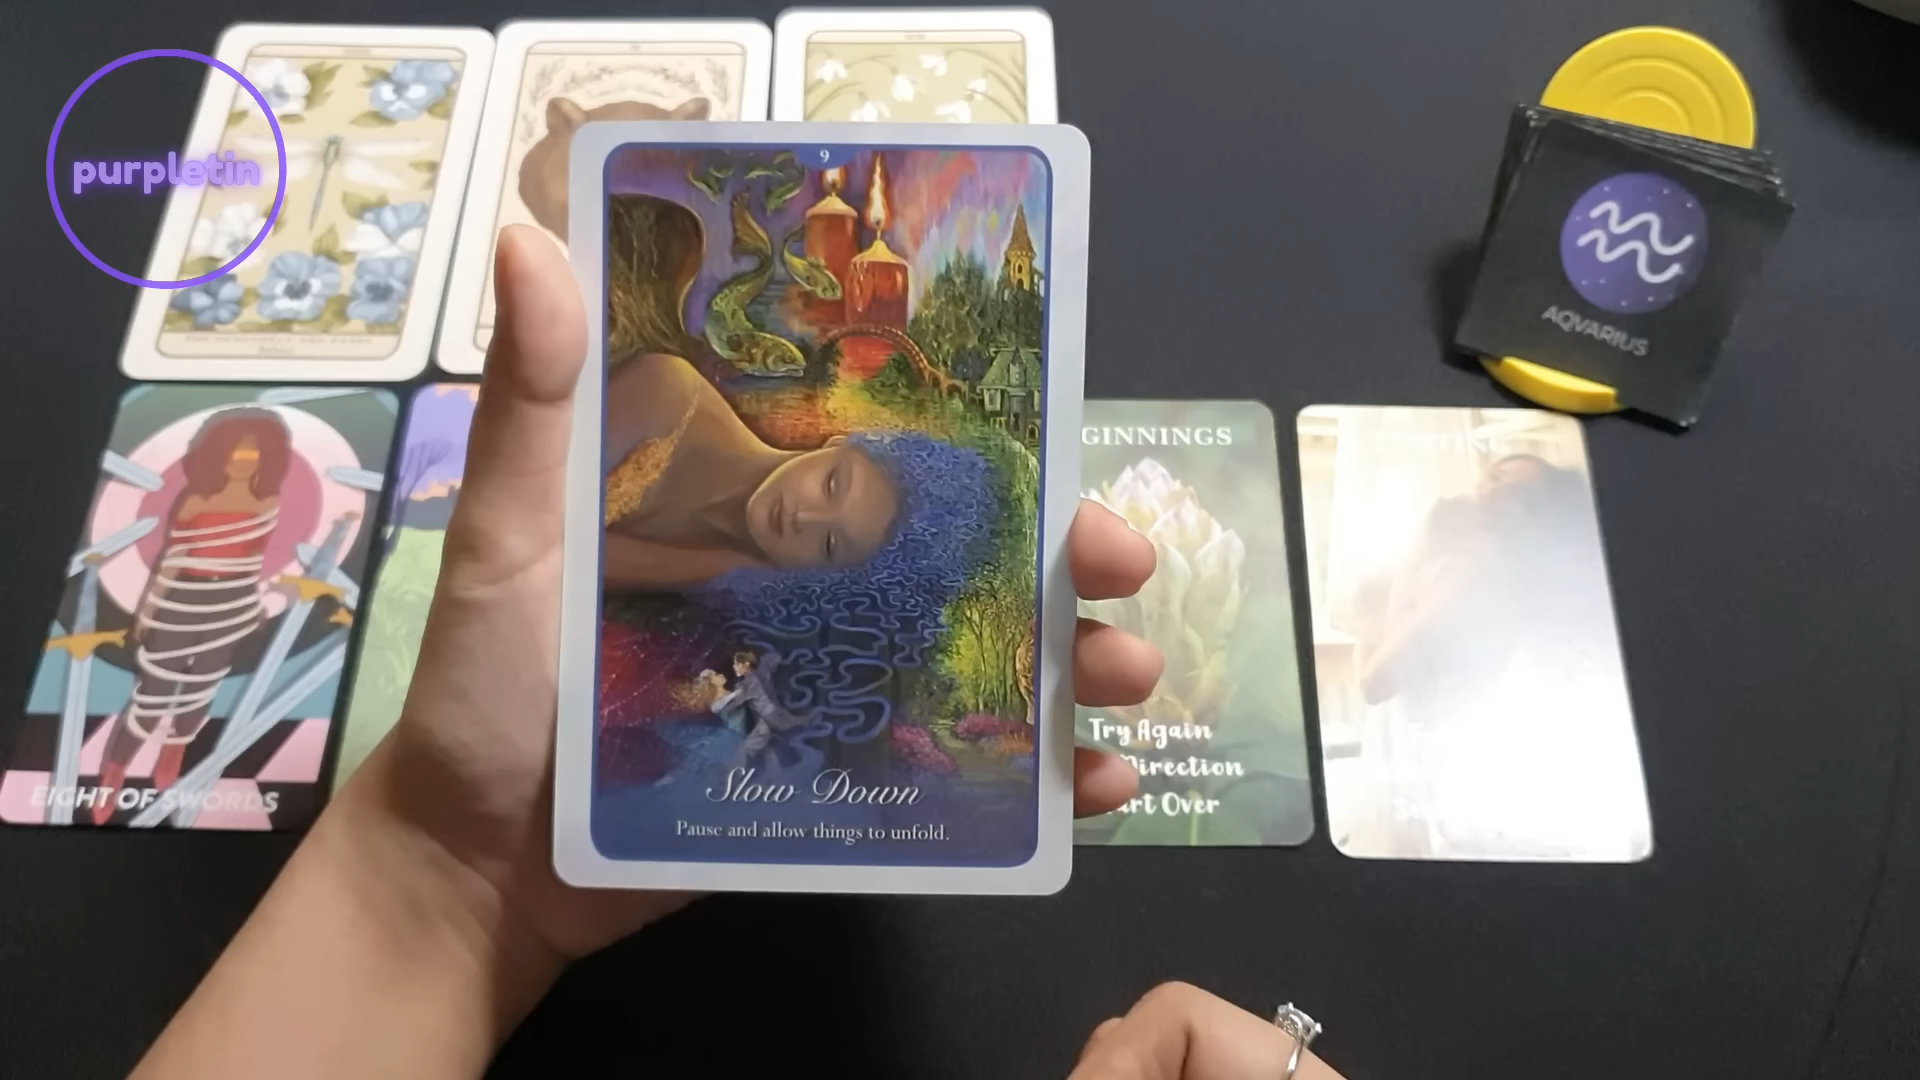 purpletin
9
AQVARIUS
GINNINGS
Try Again
Direction
art Over
EIGHT OF SWORDS
Slow Down
Pause and allow things to unfold.